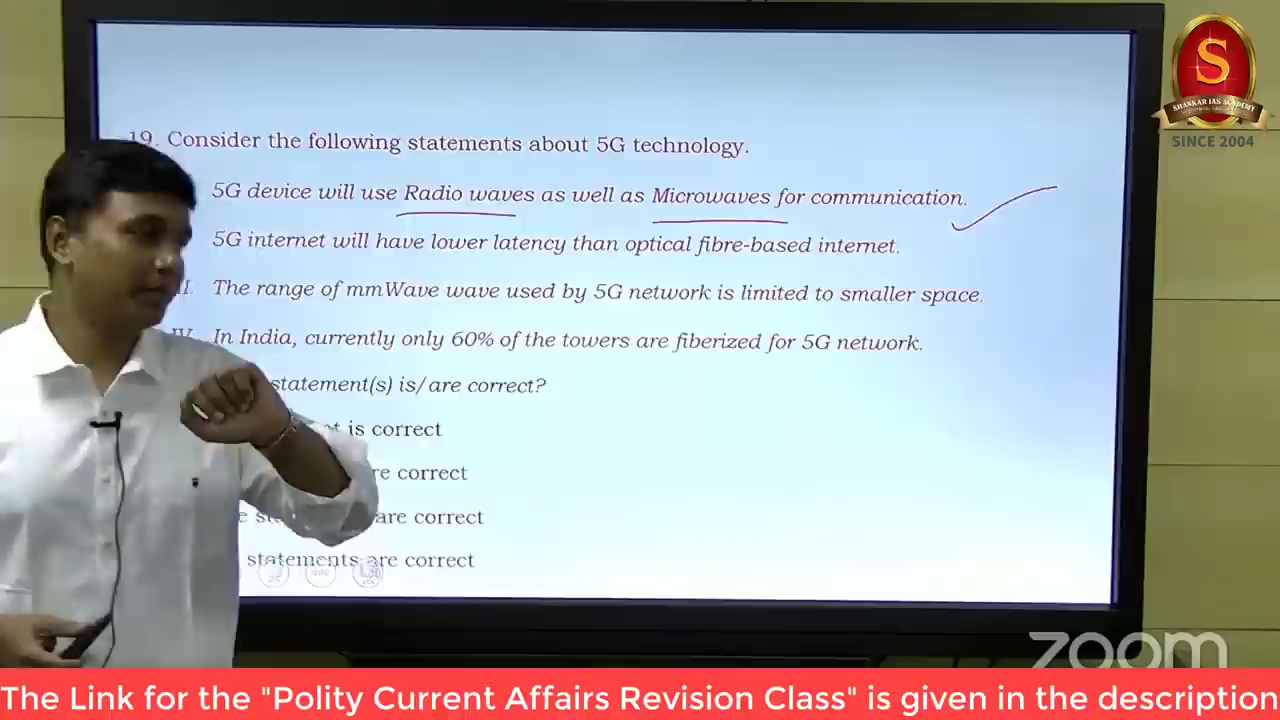 S
SHANKAR IAS ACADEMY
SINCE 2004
19. Consider the following statements about 5G technology.
5G device will use Radio waves as well as Microwaves for communication.
5G internet will have lower latency than optical fibre-based internet.
The range of mmWave wave used by 5G network is limited to smaller space.
IV. In India, currently only 60% of the towers are fiberized for 5G network.
statement(s) is/are correct?
is correct
correct
are correct
statements are correct
zoom
The Link for the "Polity Current Affairs Revision Class" is given in the description